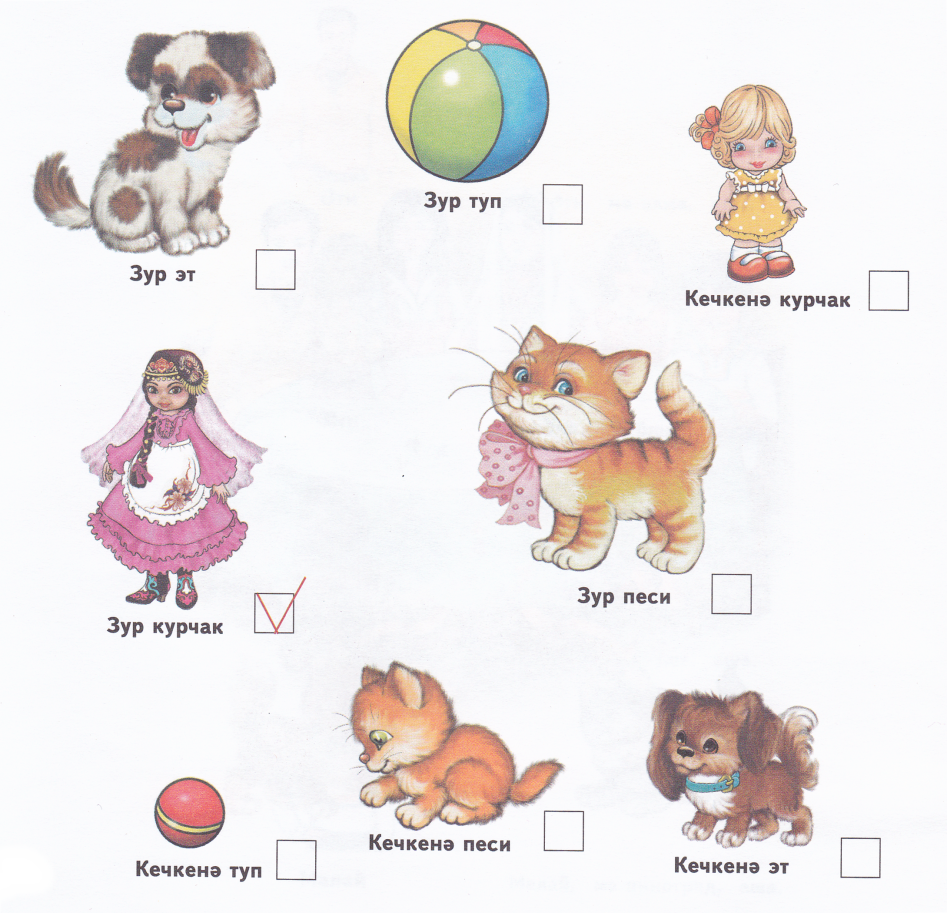 Зур туп
Зур эт
Кечкенә курчак
Зур песи
Зур курчак
Кечкенә песи
Кечкенә туп
Кечкенә эт